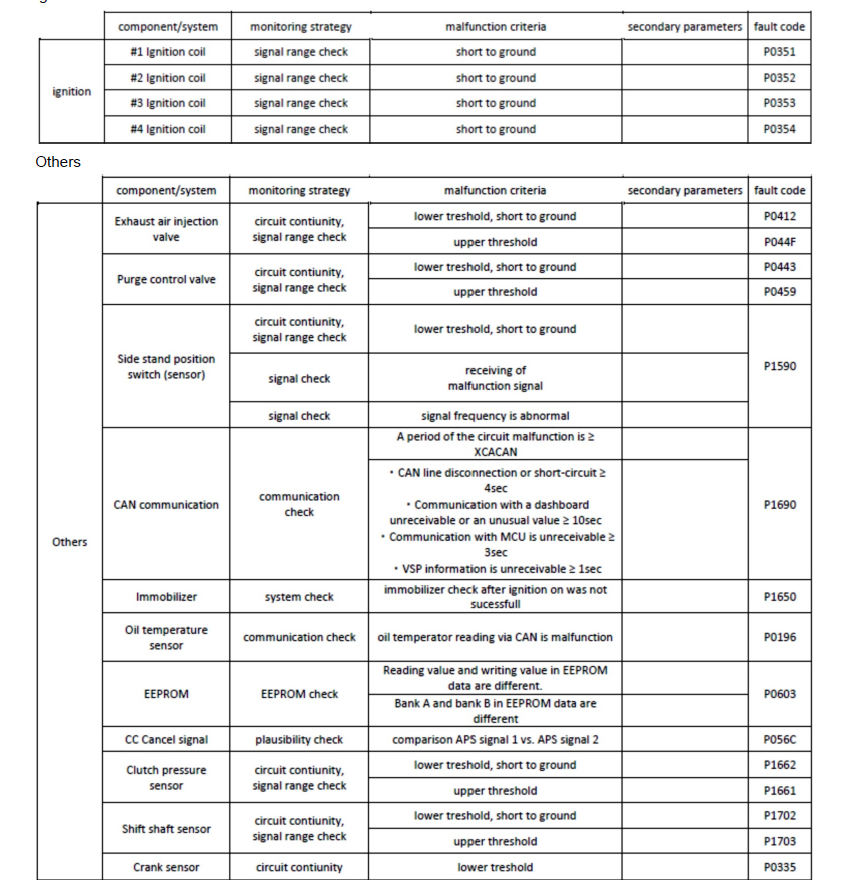 component/system monitoring strategy malfunction criteria secondary parameters fault code
ignition
#1 Ignition coil signal range check short to ground P0351
#2 Ignition coil signal range check short to ground P0352
#3 Ignition coil signal range check short to ground P0353
#4 Ignition coil signal range check short to ground P0354
Others
component/system monitoring strategy malfunction criteria secondary parameters fault code
Others
Exhaust air injection
valve
circuit contiunity,
signal range check
lower treshold, short to ground P0412
upper threshold P044F
Purge control valve
circuit contiunity,
signal range check
lower treshold, short to ground P0443
upper threshold P0459
Side stand position
switch (sensor)
circuit contiunity,
signal range check
lower treshold, short to ground
signal check
receiving of
malfunction signal
P1590
signal check signal frequency is abnormal
CAN communication
communication
check
A period of the circuit malfunction is ≥
XCACAN
・CAN line disconnection or short-circuit ≥
4sec
・Communication with a dashboard
unreceivable or an unusual value ≥ 10sec
・Communication with MCU is unreceivable ≥
3sec
・VSP information is unreceivable ≥ 1sec
P1690
Immobilizer system check
immobilizer check after ignition on was not
sucessfull
P1650
Oil temperature
sensor
communication check oil temperator reading via CAN is malfunction P0196
EEPROM EEPROM check
Reading value and writing value in EEPROM
data are different.
Bank A and bank B in EEPROM data are
different
P0603
CC Cancel signal plausibility check comparison APS signal 1 vs. APS signal 2 P056C
Clutch pressure
sensor
circuit contiunity,
signal range check
lower treshold, short to ground P1662
upper threshold P1661
Shift shaft sensor
circuit contiunity,
signal range check
lower treshold, short to ground P1702
upper threshold P1703
Crank sensor circuit contiunity lower treshold P0335